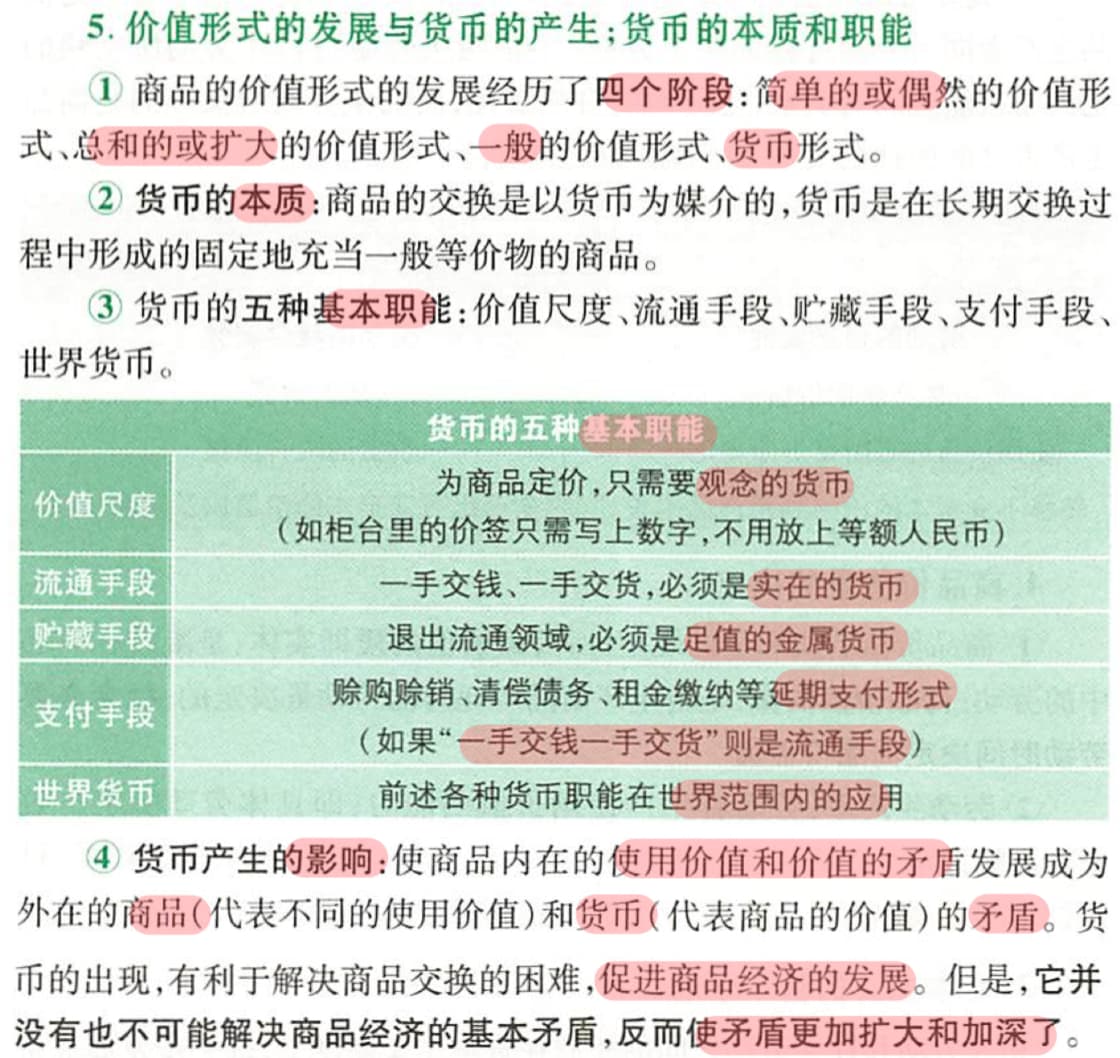 5. 价值形式的发展与货币的产生;货币的本质和职能
① 商品的价值形式的发展经历了四个阶段:简单的或偶然的价值形
式、总和的或扩大的价值形式、一般的价值形式、货币形式。
② 货币的本质:商品的交换是以货币为媒介的,货币是在长期交换过
程中形成的固定地充当一般等价物的商品。
③ 货币的五种基本职能:价值尺度、流通手段、贮藏手段、支付手段、
世界货币。
货币的五种基本职能
价值尺度
为商品定价,只需要观念的货币
(如柜台里的价签只需写上数字,不用放上等额人民币)
流通手段
一手交钱、一手交货,必须是实在的货币
贮藏手段
退出流通领域,必须是足值的金属货币
支付手段
赊购赊销、清偿债务、租金缴纳等延期支付形式
(如果“一手交钱一手交货”则是流通手段)
世界货币
前述各种货币职能在世界范围内的应用
④ 货币产生的影响:使商品内在的使用价值和价值的矛盾发展成为
外在的商品(代表不同的使用价值)和货币(代表商品的价值)的矛盾。货
币的出现,有利于解决商品交换的困难,促进商品经济的发展。但是,它并
没有也不可能解决商品经济的基本矛盾,反而使矛盾更加扩大和加深了。